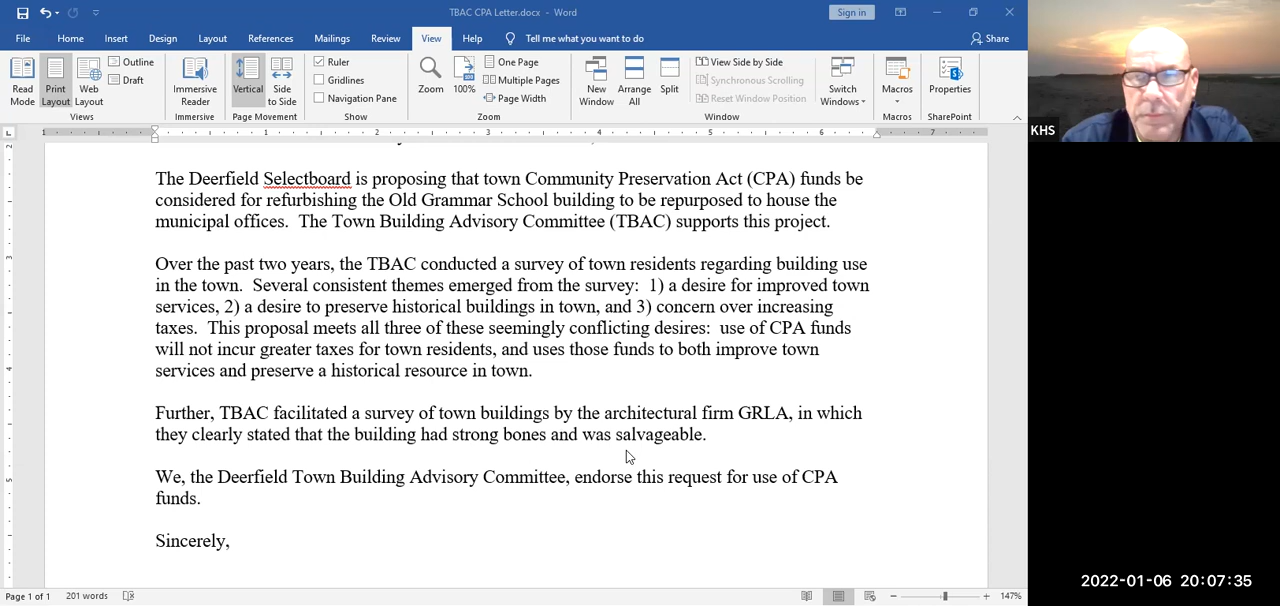 TBAC CPA Letter.docx - Word
Sign in
File Home Insert Design Layout References Mailings Review View Help Tell me what you want to do Share
Read Mode
Print Layout
Web Layout
Outline
Draft
Views
Immersive Reader
Immersive
Vertical
Side to Side
Page Movement
Ruler
Gridlines
Navigation Pane
Show
Zoom
100%
One Page
Multiple Pages
Page Width
Zoom
New Window
Arrange All
Split
View Side by Side
Synchronous Scrolling
Reset Window Position
Window
Switch Windows
Macros
Macros
Properties
SharePoint
KHS
1 1 2 3 4 5 6 7
The Deerfield Selectboard is proposing that town Community Preservation Act (CPA) funds be
considered for refurbishing the Old Grammar School building to be repurposed to house the
municipal offices. The Town Building Advisory Committee (TBAC) supports this project.
Over the past two years, the TBAC conducted a survey of town residents regarding building use
in the town. Several consistent themes emerged from the survey: 1) a desire for improved town
services, 2) a desire to preserve historical buildings in town, and 3) concern over increasing
taxes. This proposal meets all three of these seemingly conflicting desires: use of CPA funds
will not incur greater taxes for town residents, and uses those funds to both improve town
services and preserve a historical resource in town.
Further, TBAC facilitated a survey of town buildings by the architectural firm GRLA, in which
they clearly stated that the building had strong bones and was salvageable.
We, the Deerfield Town Building Advisory Committee, endorse this request for use of CPA
funds.
Sincerely,
2022-01-06 20:07:35
Page 1 of 1 201 words 147%